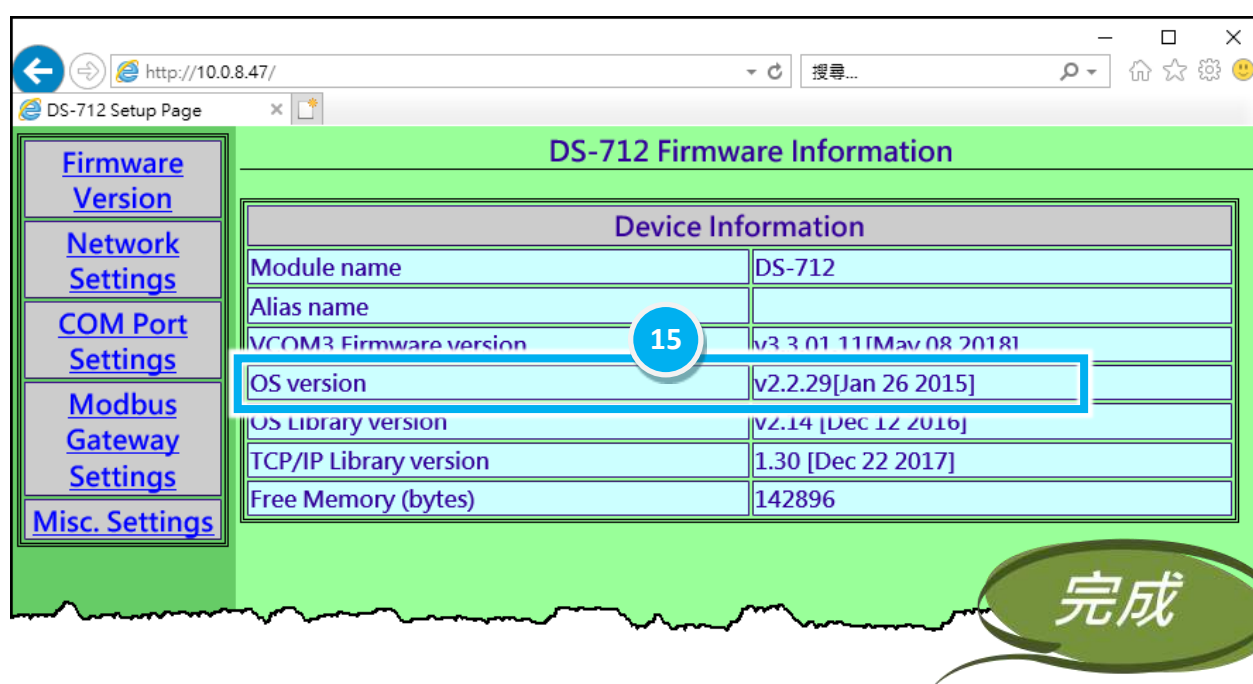 http://10.0.8.47/
搜尋...
DS-712 Setup Page
Firmware
Version
Network
Settings
COM Port
Settings
Modbus
Gateway
Settings
Misc. Settings
DS-712 Firmware Information
Device Information
Module name DS-712
Alias name
15
VCOM3 Firmware version v3.3.01.11[May 08 2018]
OS version v2.2.29[Jan 26 2015]
OS Library version v2.14 [Dec 12 2016]
TCP/IP Library version 1.30 [Dec 22 2017]
Free Memory (bytes) 142896
完成